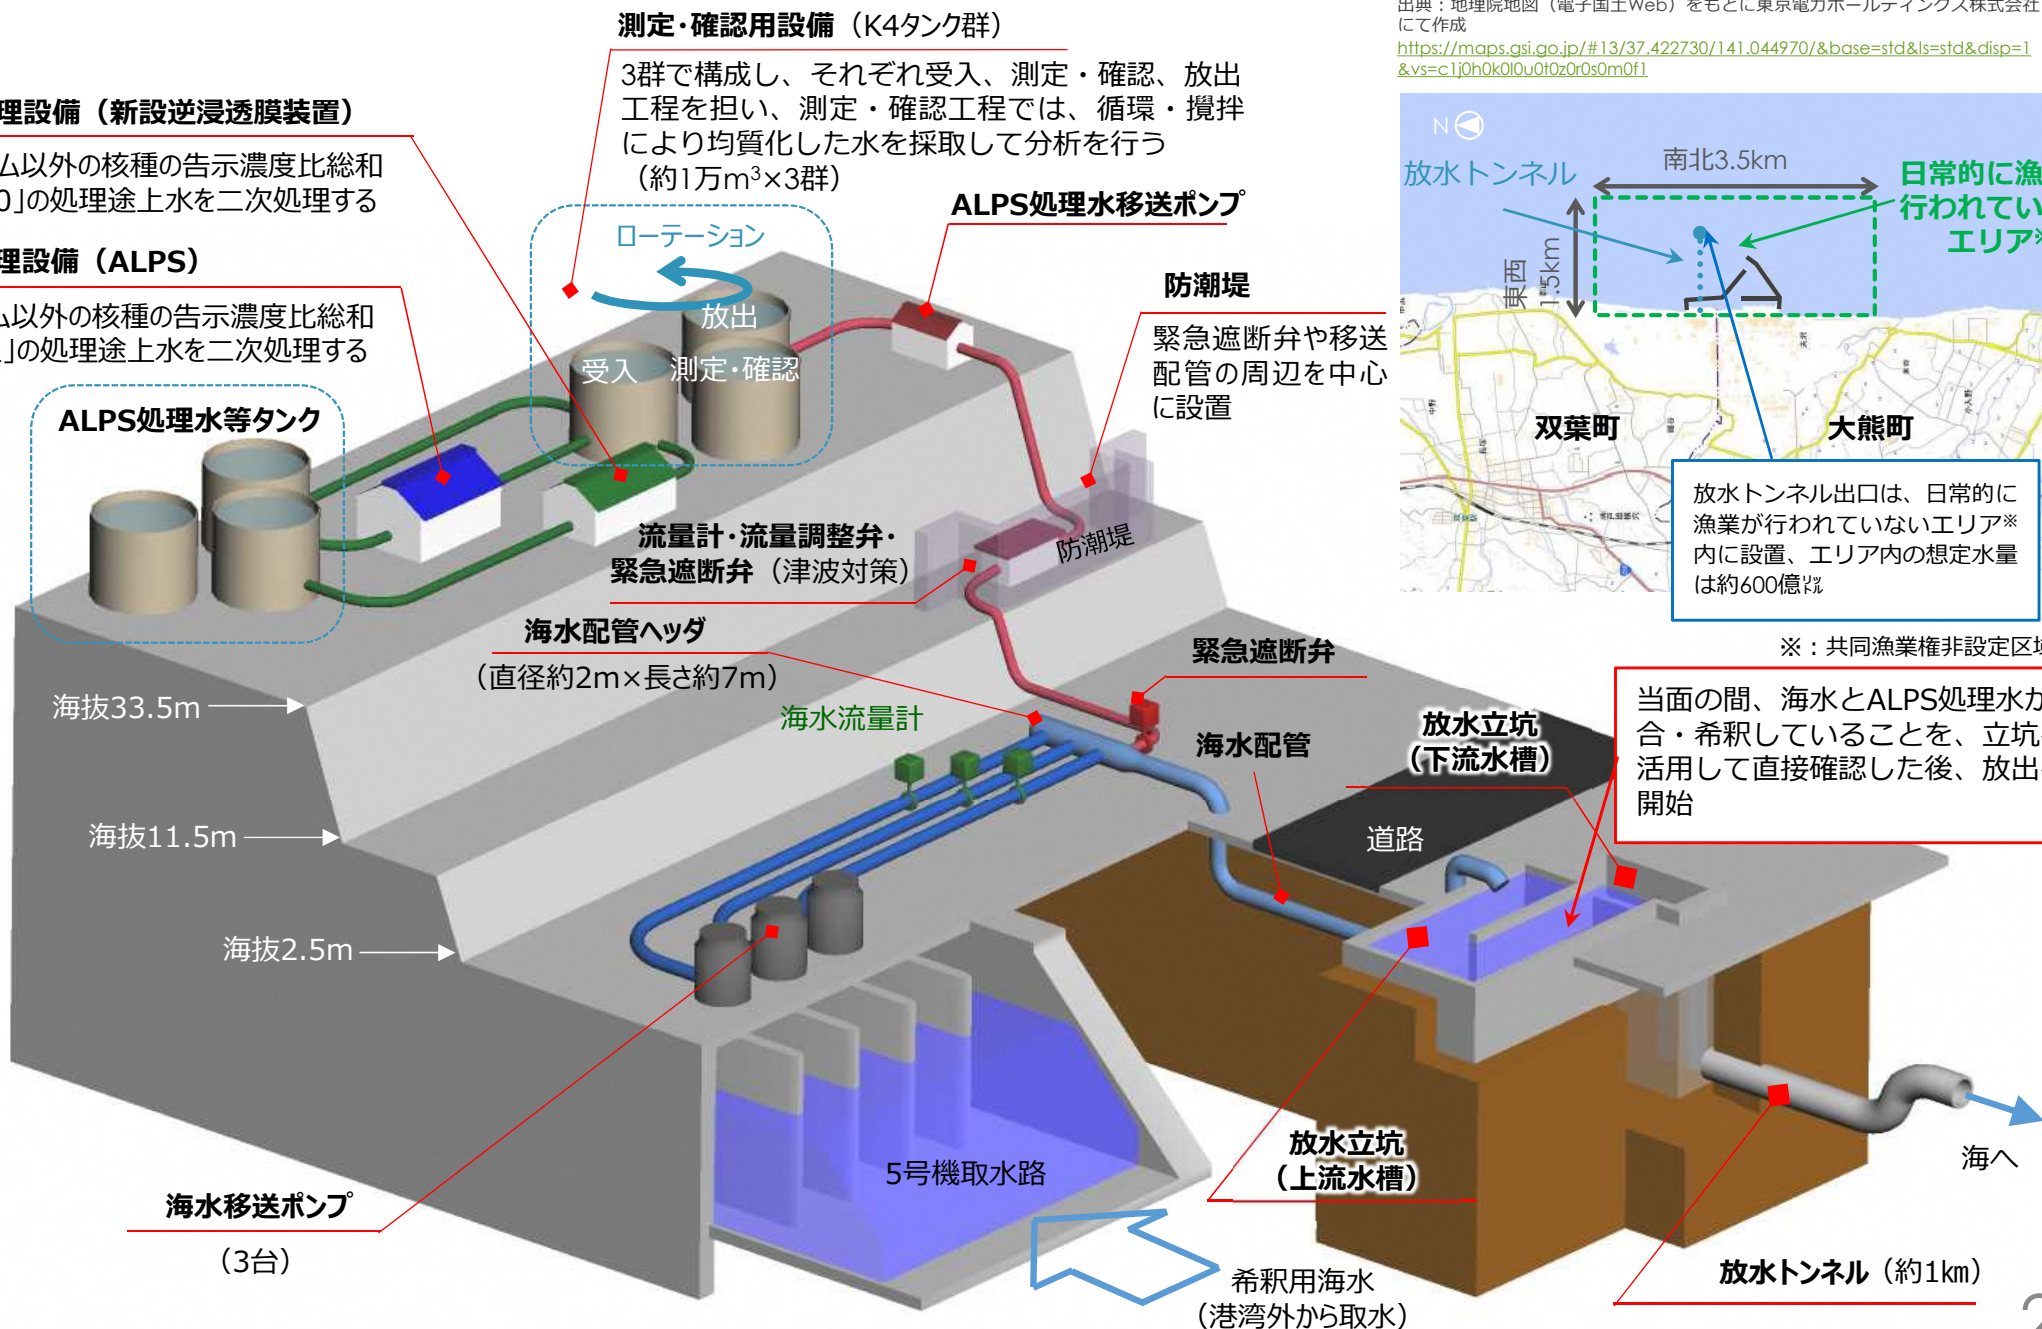 測定・確認用設備（K4タンク群）
3群で構成し、それぞれ受入、測定・確認、放出
工程を担い、測定・確認工程では、循環・攪拌
により均質化した水を採取して分析を行う
（約1万m³×3群）
出典：地理院地図（電子国土Web）をもとに東京電力ホールディングス株式会社
にて作成
https://maps.gsi.go.jp/#13/37.422730/141.044970/&base=std&ls=std&disp=1
&vs=c1j0h0k0l0u0t0z0r0s0m0f1
理設備（新設逆浸透膜装置）
ム以外の核種の告示濃度比総和
0」の処理途上水を二次処理する
理設備（ALPS）
ム以外の核種の告示濃度比総和
」の処理途上水を二次処理する
ALPS処理水等タンク
ローテーション
放出
受入
測定・確認
ALPS処理水移送ポンプ
防潮堤
緊急遮断弁や移送
配管の周辺を中心
に設置
N
放水トンネル
南北3.5km
東西
1.5km
日常的に漁
行われてい
エリア※
双葉町
大熊町
放水トンネル出口は、日常的に
漁業が行われていないエリア※
内に設置、エリア内の想定水量
は約600億㍑
※：共同漁業権非設定区域
流量計・流量調整弁・
緊急遮断弁（津波対策）
防潮堤
海水配管ヘッダ
（直径約2m×長さ約7m）
海水流量計
緊急遮断弁
海水配管
放水立坑
（下流水槽）
当面の間、海水とALPS処理水が
合・希釈していることを、立坑を
活用して直接確認した後、放出を
開始
道路
海抜33.5m
海抜11.5m
海抜2.5m
5号機取水路
放水立坑
（上流水槽）
海へ
海水移送ポンプ
（3台）
希釈用海水
（港湾外から取水）
放水トンネル（約1㎞）
2